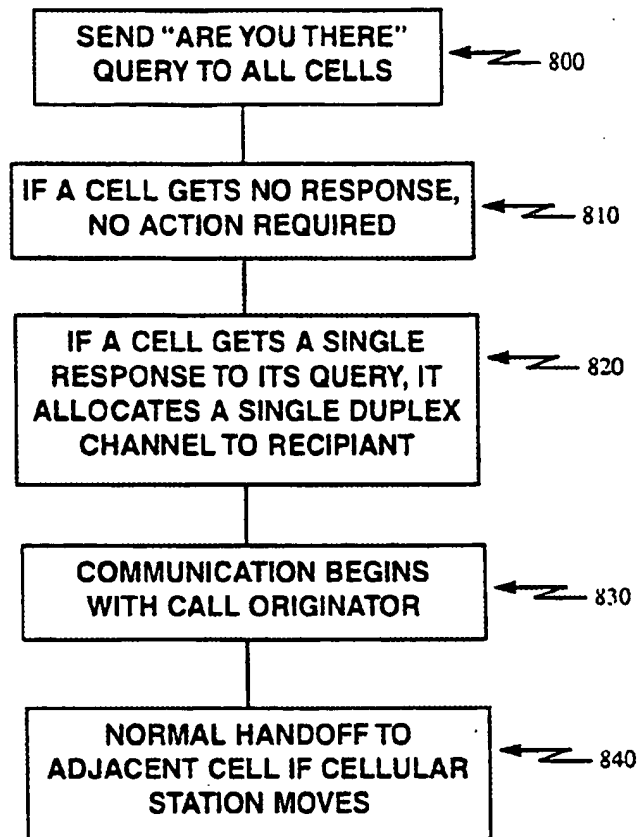 SEND "ARE YOU THERE"
QUERY TO ALL CELLS
800
IF A CELL GETS NO RESPONSE,
NO ACTION REQUIRED
810
IF A CELL GETS A SINGLE
RESPONSE TO ITS QUERY, IT
ALLOCATES A SINGLE DUPLEX
CHANNEL TO RECIPIANT
820
COMMUNICATION BEGINS
WITH CALL ORIGINATOR
830
NORMAL HANDOFF TO
ADJACENT CELL IF CELLULAR
STATION MOVES
840